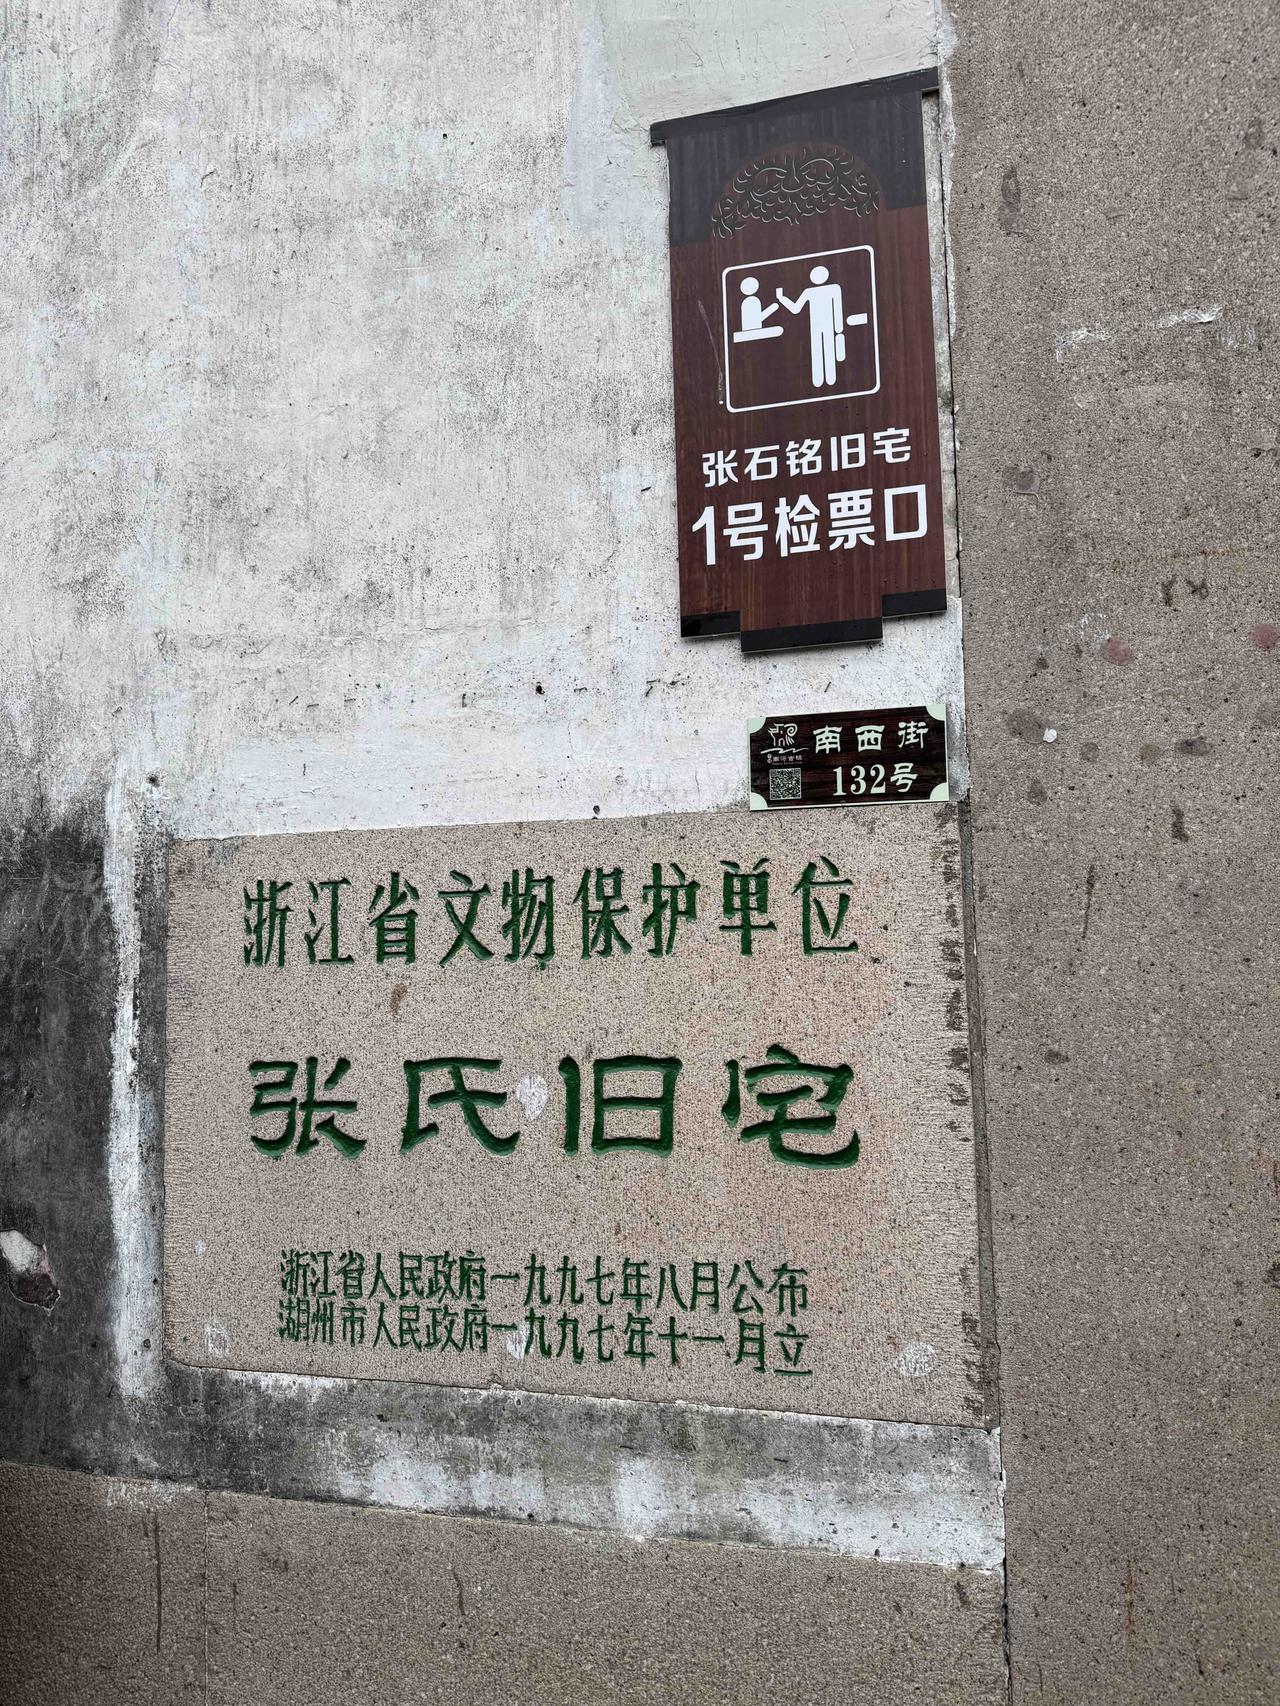 张石铭旧宅
1号检票口
南西街
132号
浙江省文物保护单位
张氏旧宅
浙江省人民政府一九九七年八月公布
湖州市人民政府一九九七年十一月立